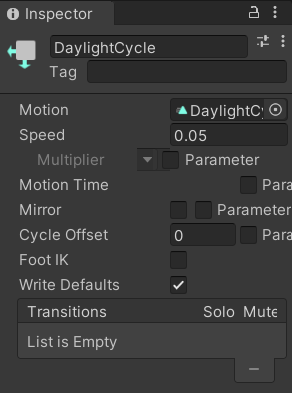 Inspector
DaylightCycle
Tag
Motion DaylightCy
Speed 0.05
Multiplier Parameter
Motion Time Para
Mirror Parameter
Cycle Offset 0 Para
Foot IK
Write Defaults
Transitions Solo Mute
List is Empty